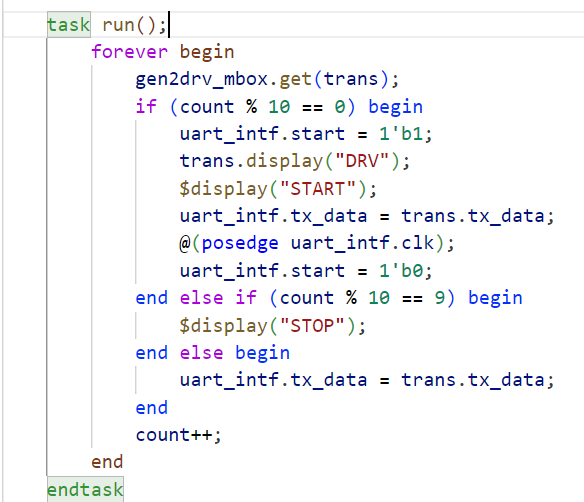 task run();
forever begin
gen2drv_mbox.get(trans);
if (count % 10 == 0) begin
uart_intf.start = 1'b1;
trans.display("DRV");
$display("START");
uart_intf.tx_data = trans.tx_data;
@(posedge uart_intf.clk);
uart_intf.start = 1'b0;
end else if (count % 10 == 9) begin
$display("STOP");
end else begin
uart_intf.tx_data = trans.tx_data;
end
count++;
end
endtask